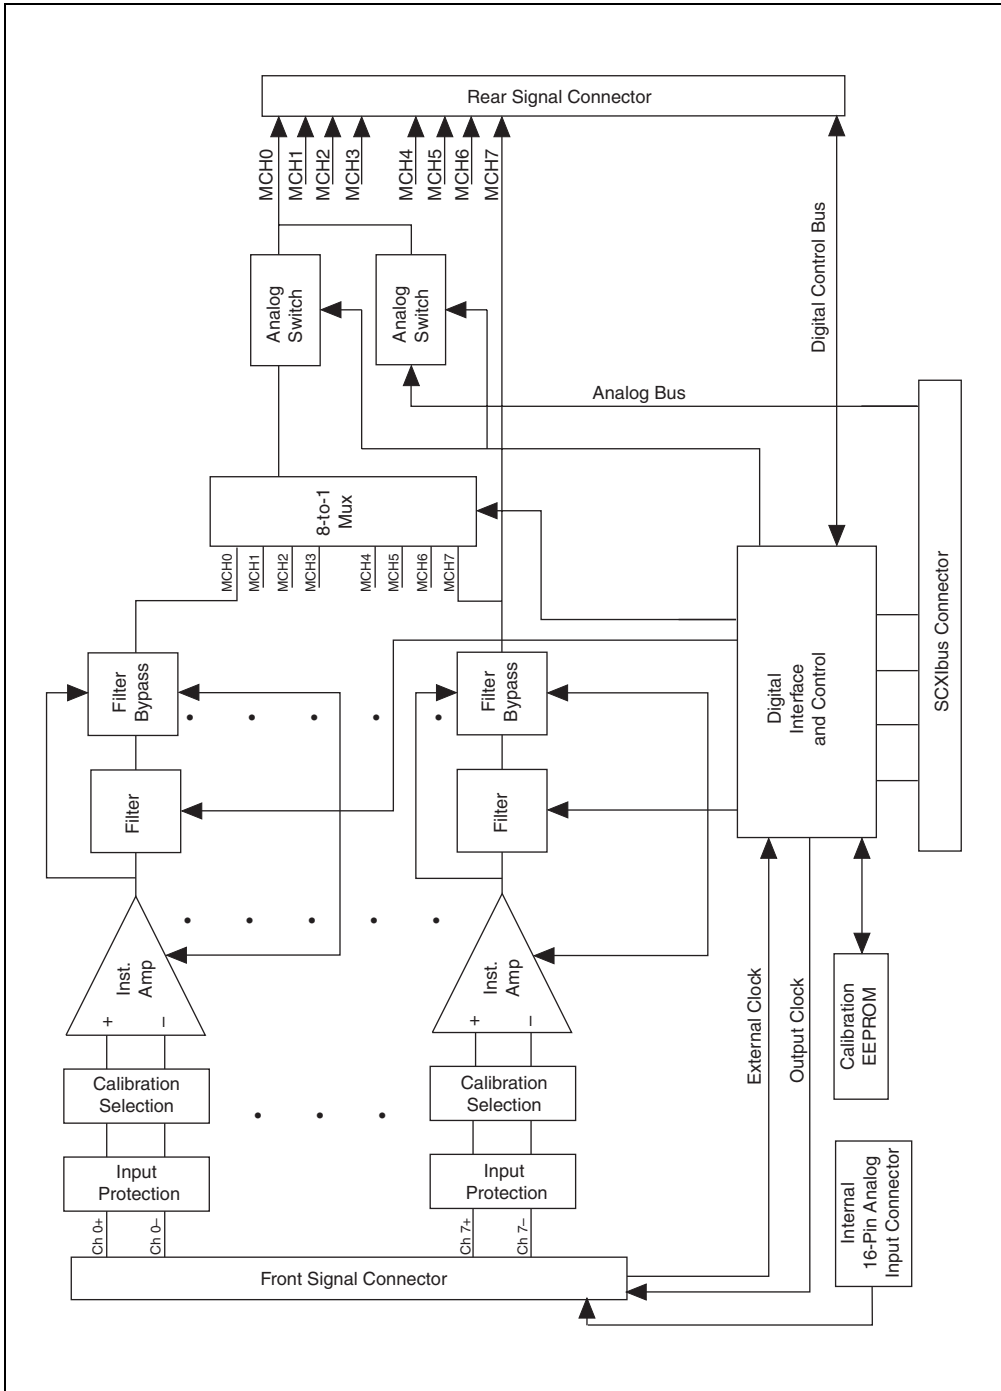 Rear Signal Connector
MCH0
MCH1
MCH2
MCH3
MCH4
MCH5
MCH6
MCH7
Analog
Switch
Analog
Switch
Digital Control Bus
Analog Bus
8-to-1
Mux
MCH0
MCH1
MCH2
MCH3
MCH4
MCH5
MCH6
MCH7
Filter
Bypass
Filter
Bypass
Digital
Interface
and Control
SCXIbus Connector
Filter
Filter
Inst.
Amp
+
–
Inst.
Amp
+
–
External Clock
Output Clock
Calibration
EEPROM
Calibration
Selection
Calibration
Selection
Input
Protection
Input
Protection
Internal
16-Pin Analog
Input Connector
Ch 0+
Ch 0–
Ch 7+
Ch 7–
Front Signal Connector